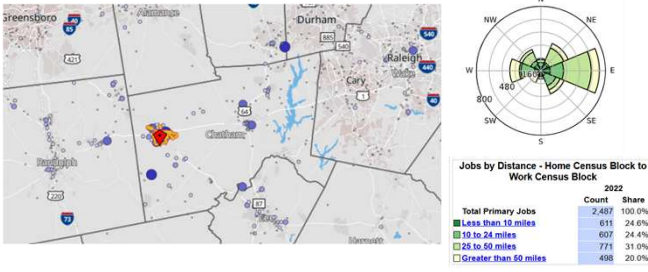 Greensboro
40
85
421
Alamance
Durham
885
540
540
Raleigh
Wake
440
Cary
1
40
64
Chatham
Randolph
220
73
87
Lee
Harnett
N
NW
NE
W
E
160
480
800
SW
SE
S
Jobs by Distance - Home Census Block to
Work Census Block
2022
Count Share
Total Primary Jobs 2,487 100.0%
Less than 10 miles 611 24.6%
10 to 24 miles 607 24.4%
25 to 50 miles 771 31.0%
Greater than 50 miles 498 20.0%